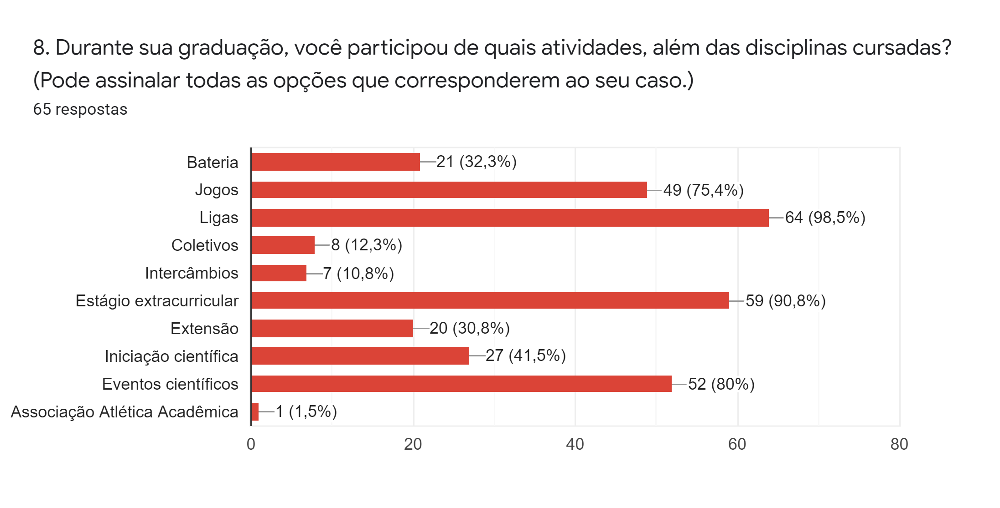 8. Durante sua graduação, você participou de quais atividades, além das disciplinas cursadas?
(Pode assinalar todas as opções que corresponderem ao seu caso.)
65 respostas
Bateria 21 (32,3%)
Jogos 49 (75,4%)
Ligas 64 (98,5%)
Coletivos 8 (12,3%)
Intercâmbios 7 (10,8%)
Estágio extracurricular 59 (90,8%)
Extensão 20 (30,8%)
Iniciação científica 27 (41,5%)
Eventos científicos 52 (80%)
Associação Atlética Acadêmica 1 (1,5%)
0 20 40 60 80